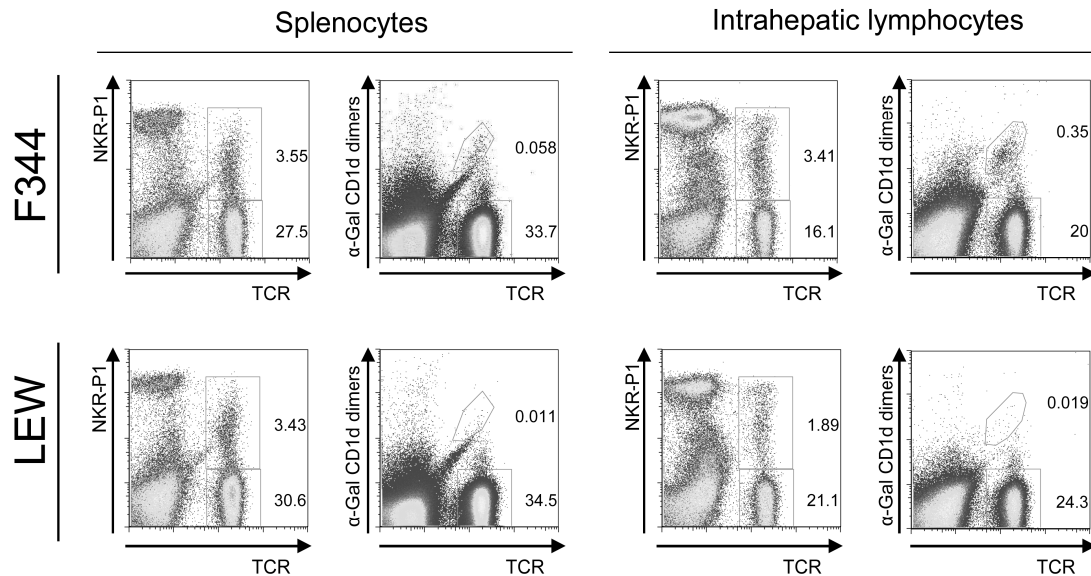 Splenocytes
Intrahepatic lymphocytes
F344
NKR-P1
3.55
27.5
TCR
α-Gal CD1d dimers
0.058
33.7
TCR
NKR-P1
3.41
16.1
TCR
α-Gal CD1d dimers
0.35
20
TCR
LEW
NKR-P1
3.43
30.6
TCR
α-Gal CD1d dimers
0.011
34.5
TCR
NKR-P1
1.89
21.1
TCR
α-Gal CD1d dimers
0.019
24.3
TCR